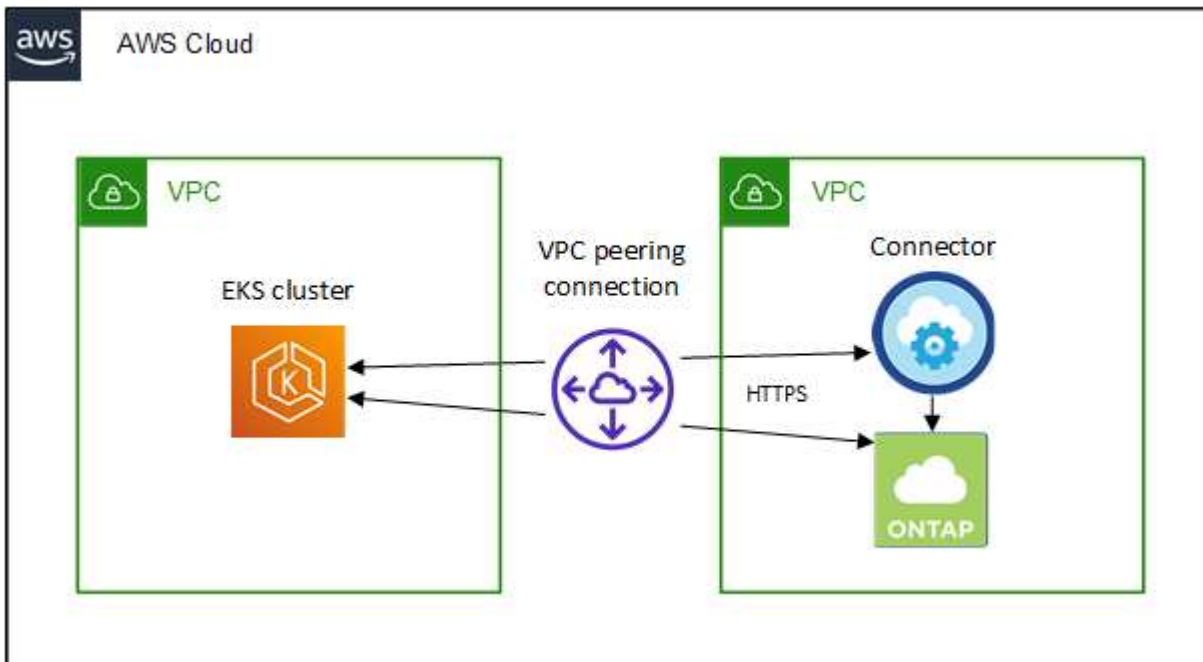 aws
AWS Cloud
VPC
VPC
VPC peering
connection
Connector
EKS cluster
K
HTTPS
ONTAP